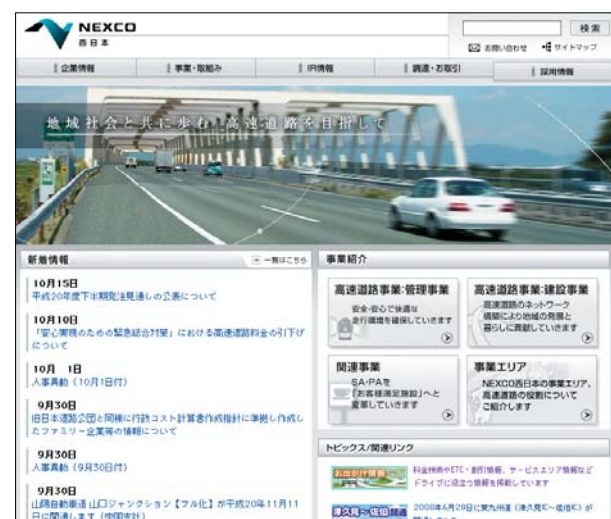 NEXCO
西日本
検索
お問い合わせ サイトマップ
企業情報 事業・取組み IR情報 調達・お取引 採用情報
地域社会と共に歩む、高速道路を目指して
新着情報 一覧はこちら
10月15日
平成20年度下半期発注見通しの公表について
10月10日
「安心実現のための緊急総合対策」における高速道路料金の引下げ
について
10月 1日
人事異動（10月1日付）
9月30日
旧日本道路公団と同様に行政コスト計算書作成指針に準拠し作成し
たファミリー企業等の情報について
9月30日
人事異動（9月30日付）
9月30日
山陽自動車道 山口ジャンクション【フル化】が平成20年11月11
日に開通します（中国支社）
事業紹介
高速道路事業:管理事業
安全・安心で快適な
走行環境を確保していきます
高速道路事業:建設事業
高速道路のネットワーク
構築により地域の発展と
暮らしに貢献していきます
関連事業
SA・PAを
「お客様満足施設」へと
変革していきます
事業エリア
NEXCO西日本の事業エリア、
高速道路の役割について
ご紹介します
トピックス/関連リンク
お出かけ情報
料金検索やETC・割引情報、サービスエリア情報など
ドライブに役立つ情報を掲載しています
津久見～佐伯開通
2008年6月28日に東九州道（津久見IC～佐伯IC）が